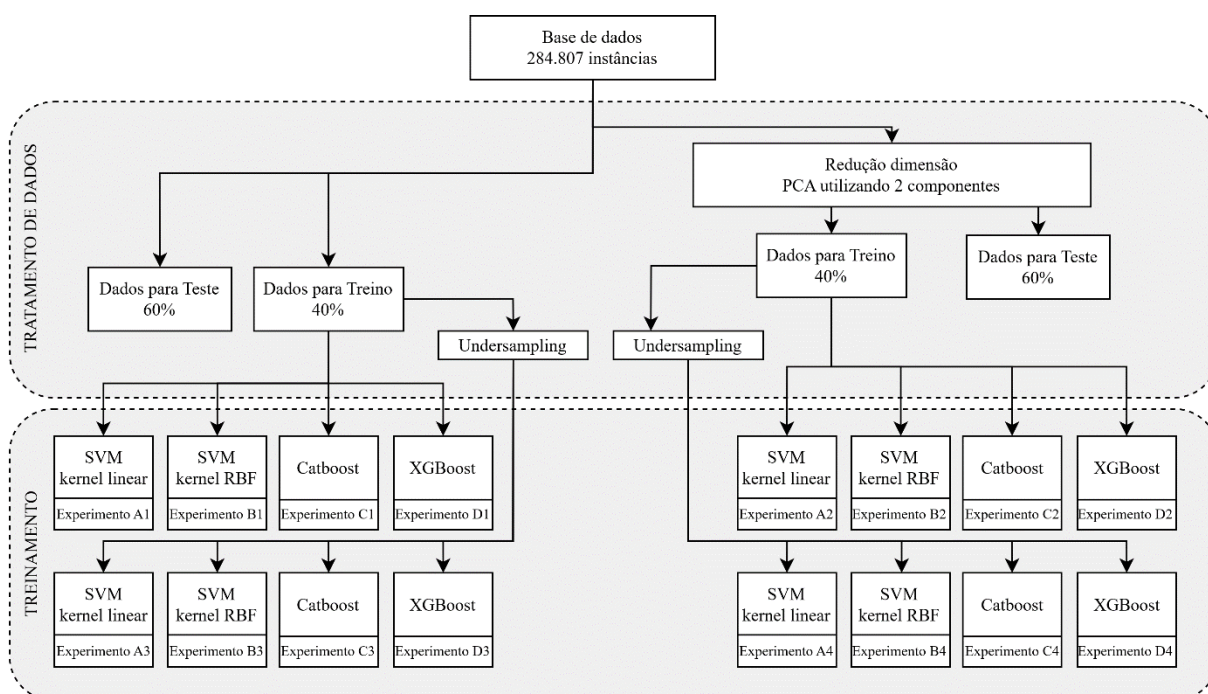 Base de dados
284.807 instâncias
TRATAMENTO DE DADOS
Redução dimensão
PCA utilizando 2 componentes
Dados para Teste
60%
Dados para Treino
40%
Undersampling
Undersampling
Dados para Treino
40%
Dados para Teste
60%
TREINAMENTO
SVM
kernel linear
Experimento A1
SVM
kernel RBF
Experimento B1
Catboost
Experimento C1
XGBoost
Experimento D1
SVM
kernel linear
Experimento A2
SVM
kernel RBF
Experimento B2
Catboost
Experimento C2
XGBoost
Experimento D2
SVM
kernel linear
Experimento A3
SVM
kernel RBF
Experimento B3
Catboost
Experimento C3
XGBoost
Experimento D3
SVM
kernel linear
Experimento A4
SVM
kernel RBF
Experimento B4
Catboost
Experimento C4
XGBoost
Experimento D4